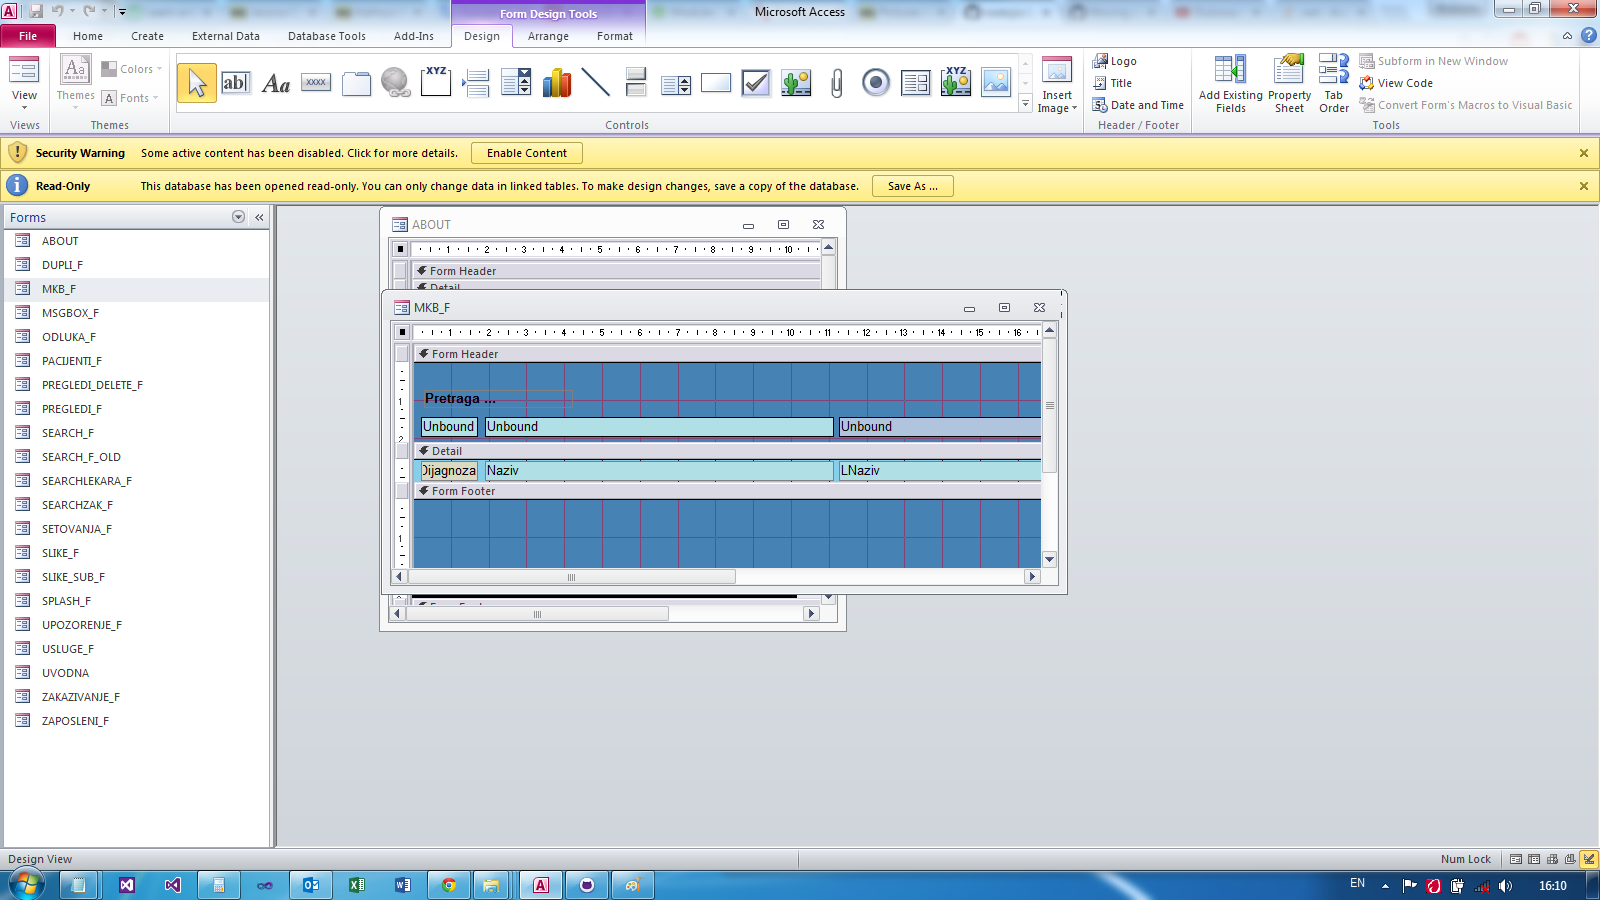 Form Design Tools
Microsoft Access
File Home Create External Data Database Tools Add-Ins Design Arrange Format
View
Views
Aa
Themes
Colors
A Fonts
Themes
ab|
Aa
xxxx
XYZ
XYZ
Controls
Insert
Image
Logo
Title
Date and Time
Header / Footer
Add Existing
Fields
Property
Sheet
Tab
Order
Subform in New Window
View Code
Convert Form's Macros to Visual Basic
Tools
Security Warning Some active content has been disabled. Click for more details. Enable Content
Read-Only This database has been opened read-only. You can only change data in linked tables. To make design changes, save a copy of the database. Save As ...
Forms
ABOUT
DUPLI_F
MKB_F
MSGBOX_F
ODLUKA_F
PACIJENTI_F
PREGLEDI_DELETE_F
PREGLEDI_F
SEARCH_F
SEARCH_F_OLD
SEARCHLEKARA_F
SEARCHZAK_F
SETOVANJA_F
SLIKE_F
SLIKE_SUB_F
SPLASH_F
UPOZORENJE_F
USLUGE_F
UVODNA
ZAKAZIVANJE_F
ZAPOSLENI_F
ABOUT
1 2 3 4 5 6 7 8 9 10
Form Header
Detail
MKB_F
1 2 3 4 5 6 7 8 9 10 11 12 13 14 15 16
Form Header
Pretraga ...
1
Unbound Unbound Unbound
2
Detail
Dijagnoza Naziv LNaziv
Form Footer
1
Design View
Num Lock
EN
16:10